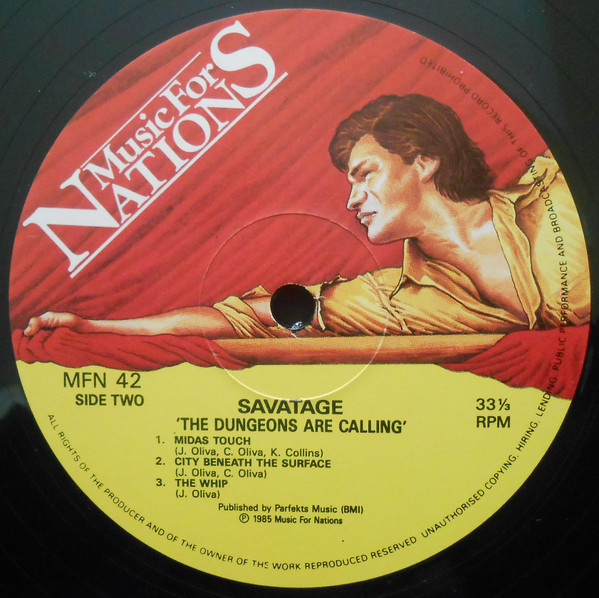 Music For
NATIONS
MFN 42
SIDE TWO
SAVATAGE
'THE DUNGEONS ARE CALLING'
33⅓
RPM
1. MIDAS TOUCH
(J. Oliva, C. Oliva, K. Collins)
2. CITY BENEATH THE SURFACE
(J. Oliva, C. Oliva)
3. THE WHIP
(J. Oliva)
Published by Parfekts Music (BMI)
℗ 1985 Music For Nations
ALL RIGHTS OF THE PRODUCER AND OF THE OWNER OF THE WORK REPRODUCED RESERVED UNAUTHORISED COPYING, HIRING, LENDING, PUBLIC PERFORMANCE AND BROADCASTING OF THIS RECORD PROHIBITED